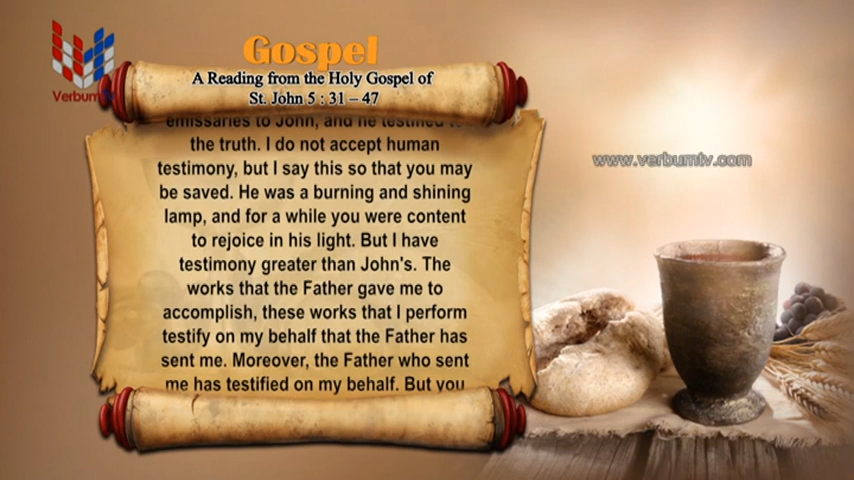 VerbumTV
Gospel
A Reading from the Holy Gospel of
St. John 5 : 31 – 47
emissaries to John, and he testified to
the truth. I do not accept human
testimony, but I say this so that you may
be saved. He was a burning and shining
lamp, and for a while you were content
to rejoice in his light. But I have
testimony greater than John's. The
works that the Father gave me to
accomplish, these works that I perform
testify on my behalf that the Father has
sent me. Moreover, the Father who sent
me has testified on my behalf. But you
www.verbumtv.com